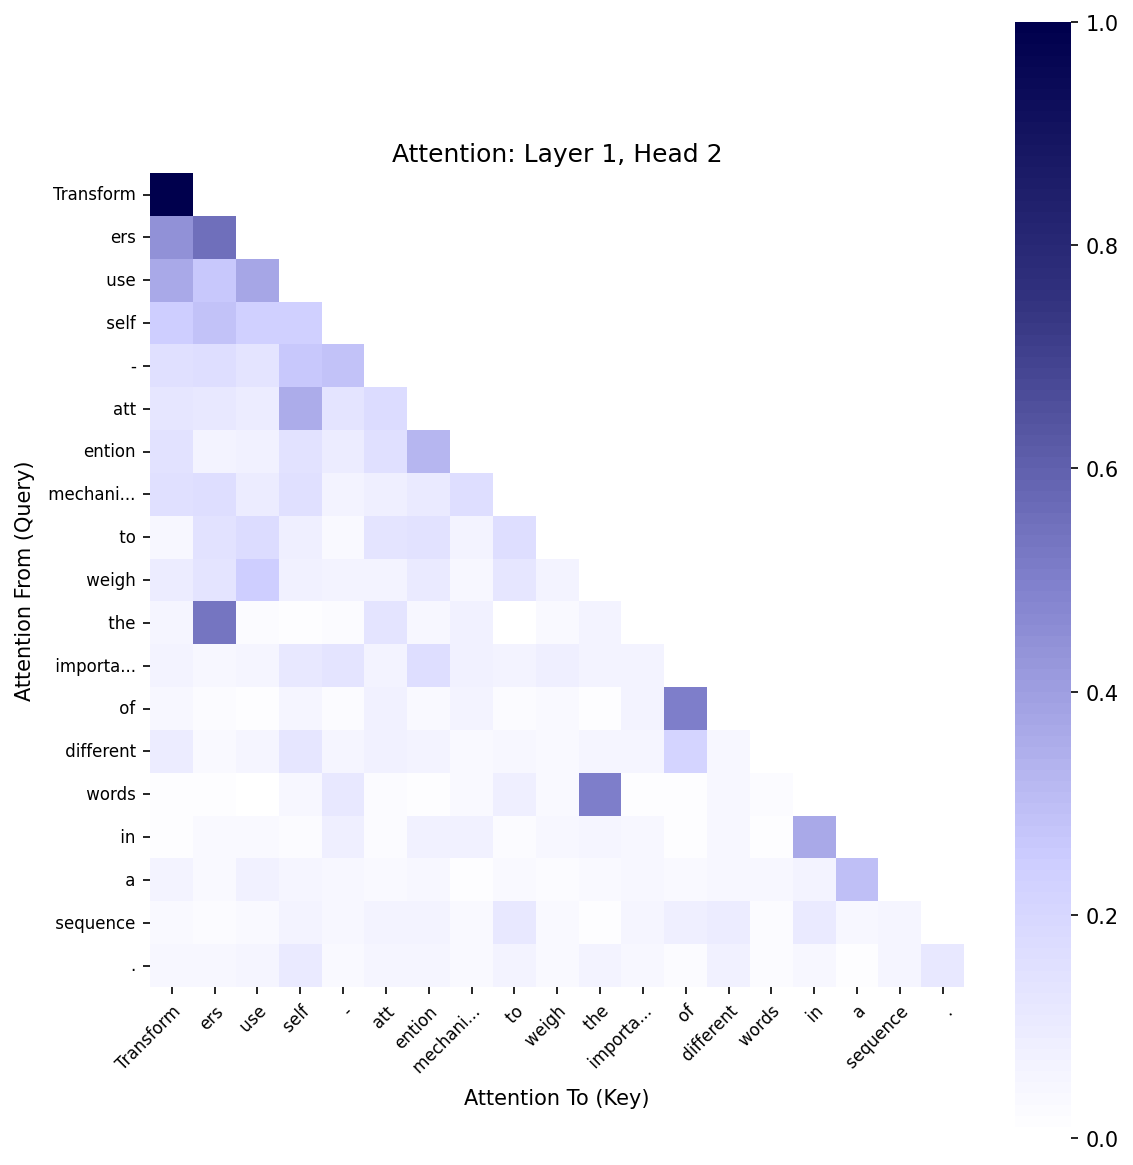 Attention: Layer 1, Head 2
Attention From (Query)
Transform
ers
use
self
-
att
ention
mechani...
to
weigh
the
importa...
of
different
words
in
a
sequence
.
Transform
ers
use
self
-
att
ention
mechani...
to
weigh
the
importa...
of
different
words
in
a
sequence
.
Attention To (Key)
1.0
0.8
0.6
0.4
0.2
0.0